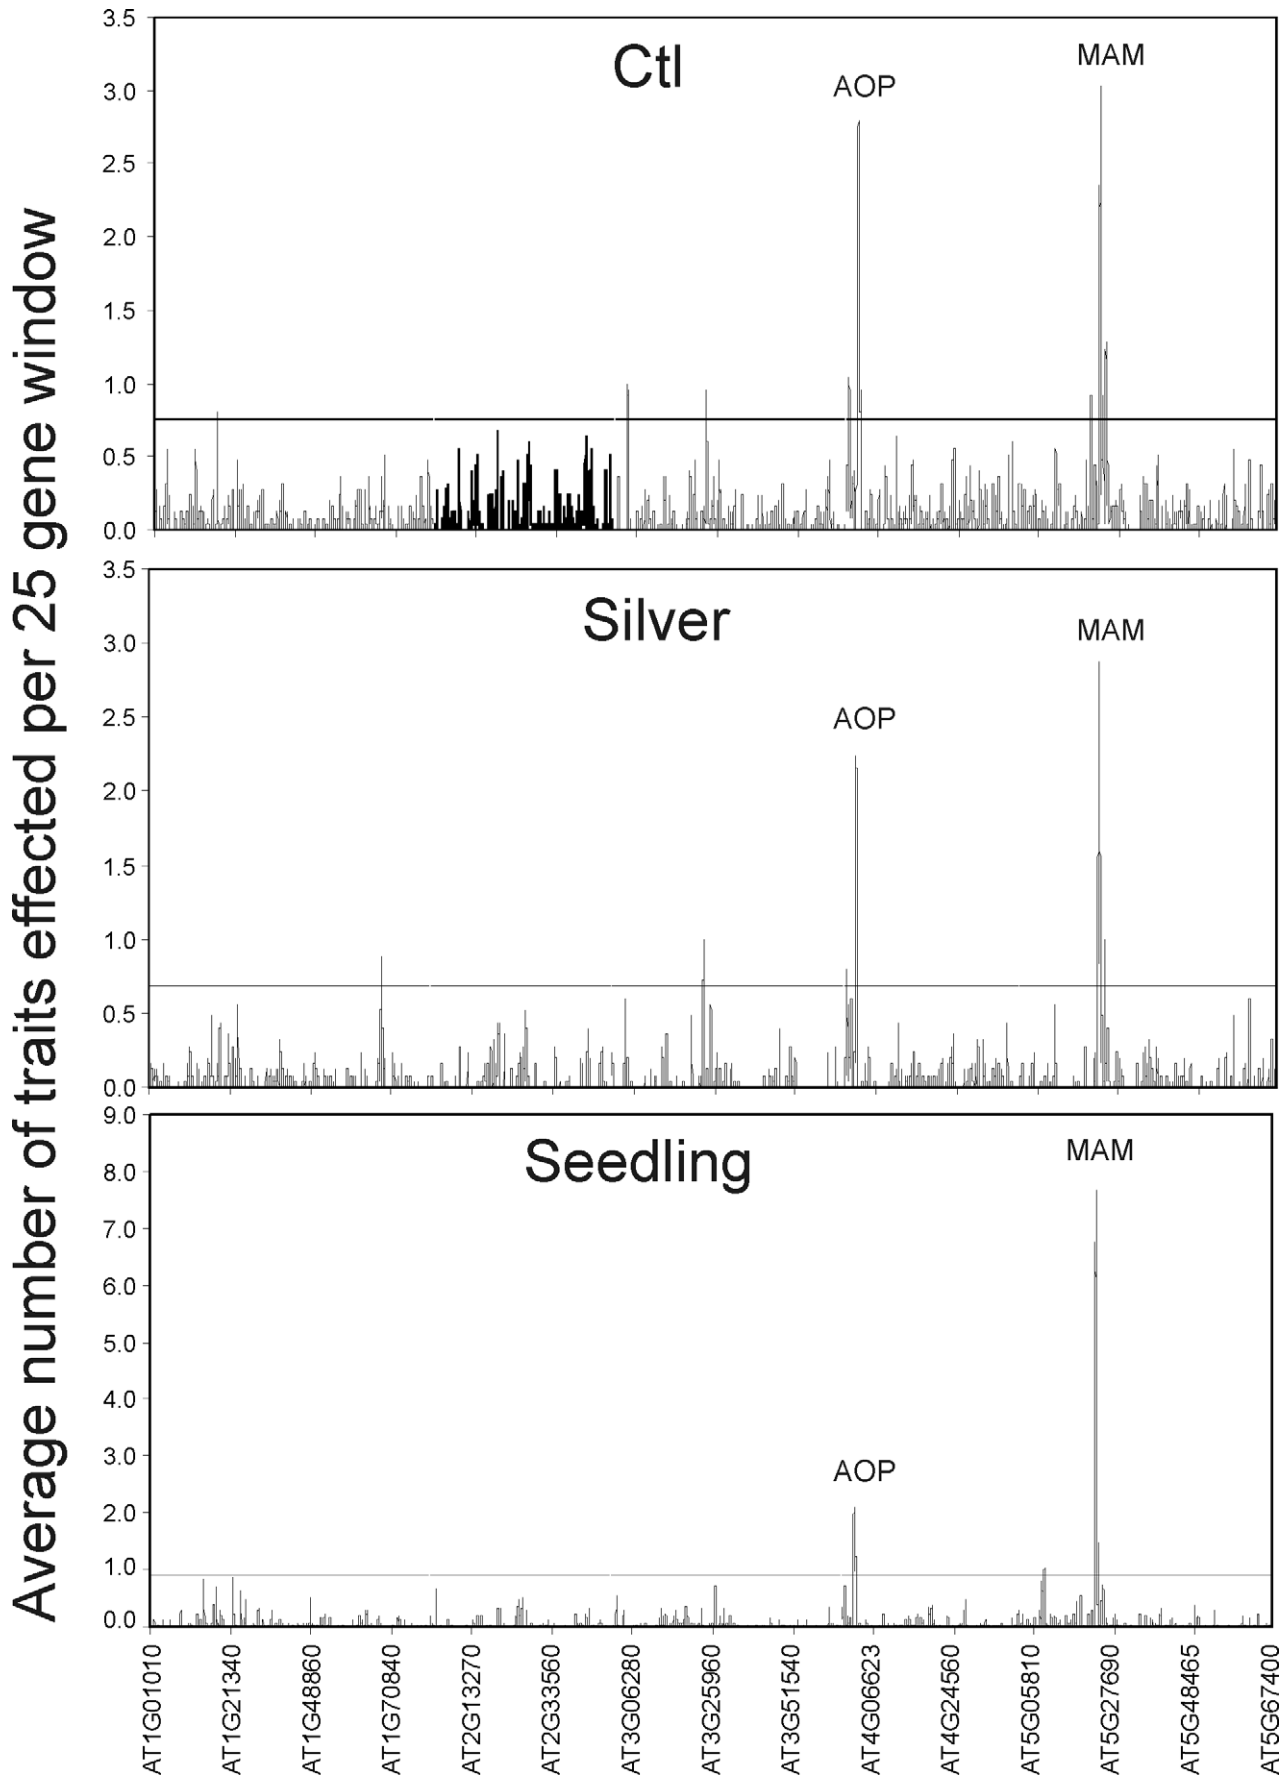 Average number of traits effected per 25 gene window
Ctl
AOP
MAM
3.5
3.0
2.5
2.0
1.5
1.0
0.5
0.0
Silver
AOP
MAM
3.5
3.0
2.5
2.0
1.5
1.0
0.5
0.0
Seedling
AOP
MAM
9.0
8.0
7.0
6.0
5.0
4.0
3.0
2.0
1.0
0.0
AT1G01010
AT1G21340
AT1G48860
AT1G70840
AT2G13270
AT2G33560
AT3G06280
AT3G25960
AT3G51540
AT4G06623
AT4G24560
AT5G05810
AT5G27690
AT5G48465
AT5G67400